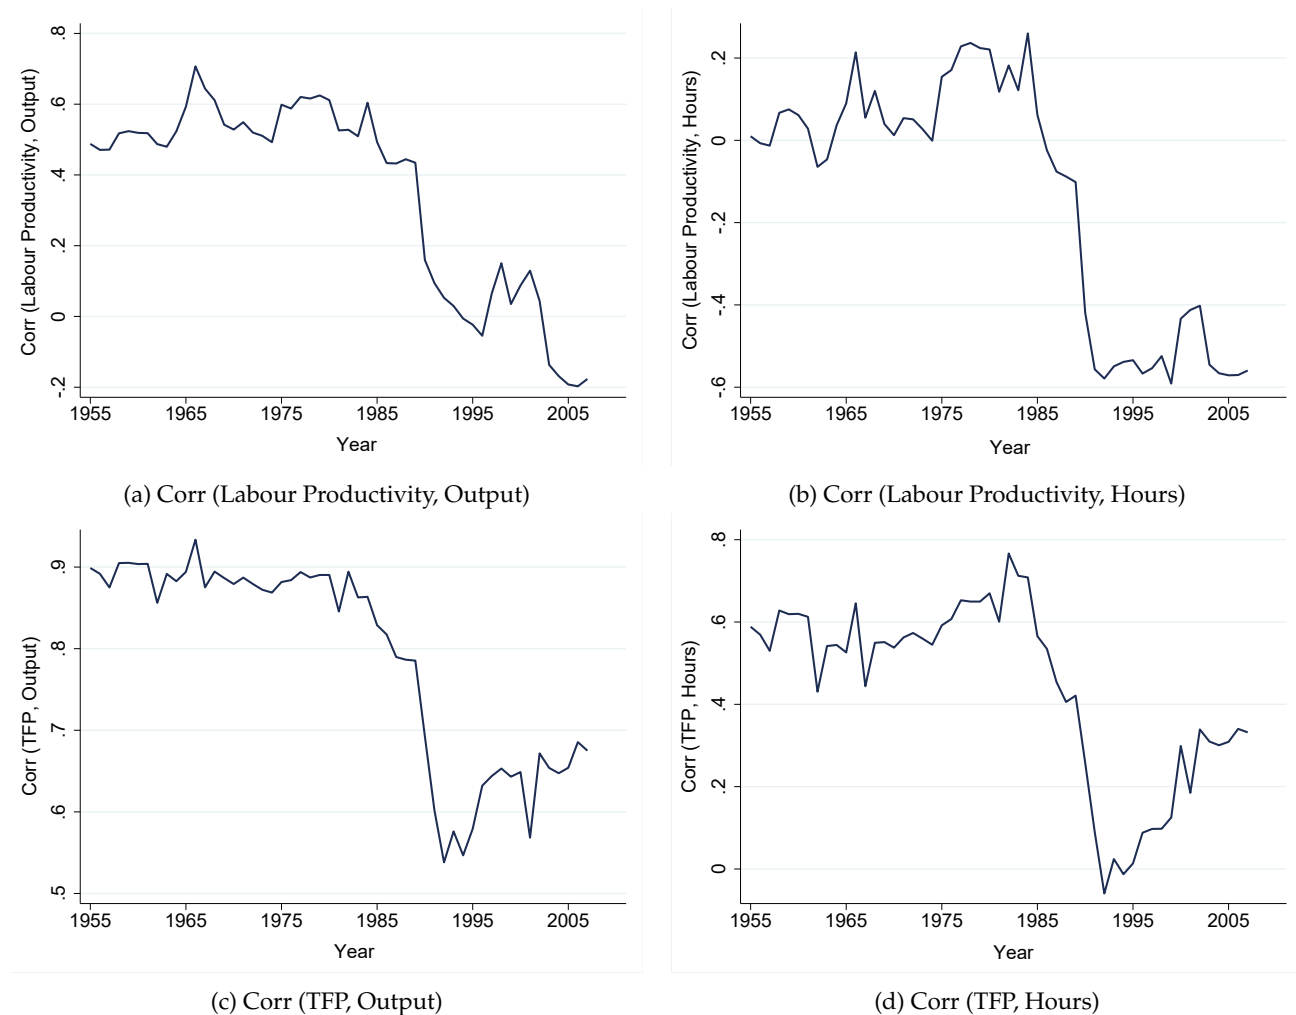 Corr (Labour Productivity, Output)
.8
.6
.4
.2
0
-.2
1955 1965 1975 1985 1995 2005
Year
(a) Corr (Labour Productivity, Output)
Corr (Labour Productivity, Hours)
.2
0
-.2
-.4
-.6
1955 1965 1975 1985 1995 2005
Year
(b) Corr (Labour Productivity, Hours)
Corr (TFP, Output)
.9
.8
.7
.6
.5
1955 1965 1975 1985 1995 2005
Year
(c) Corr (TFP, Output)
Corr (TFP, Hours)
.8
.6
.4
.2
0
1955 1965 1975 1985 1995 2005
Year
(d) Corr (TFP, Hours)